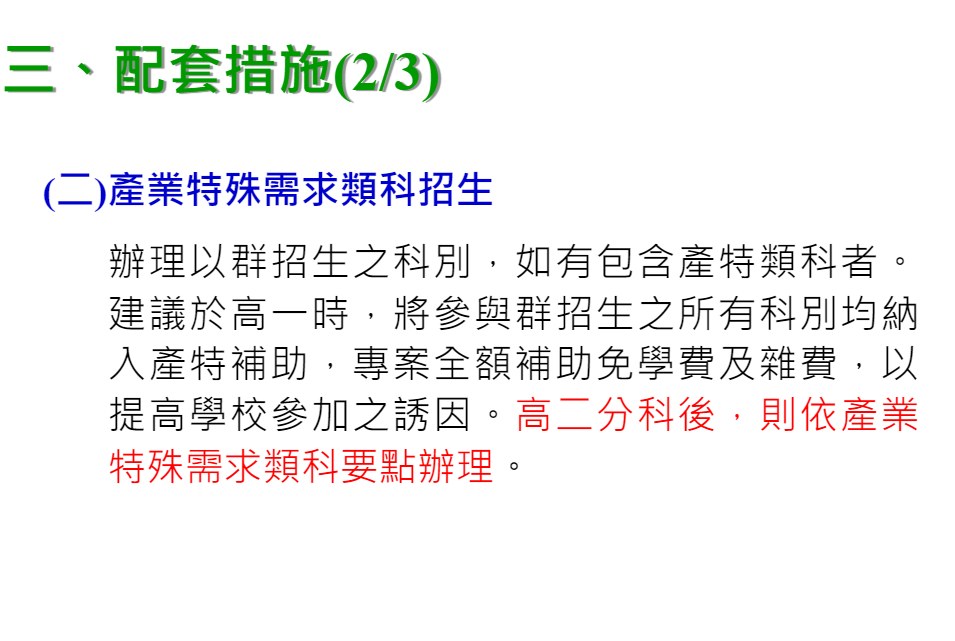 三、配套措施(2/3)
(二)產業特殊需求類科招生
辦理以群招生之科別，如有包含產特類科者。
建議於高一時，將參與群招生之所有科別均納
入產特補助，專案全額補助免學費及雜費，以
提高學校參加之誘因。高二分科後，則依產業
特殊需求類科要點辦理。